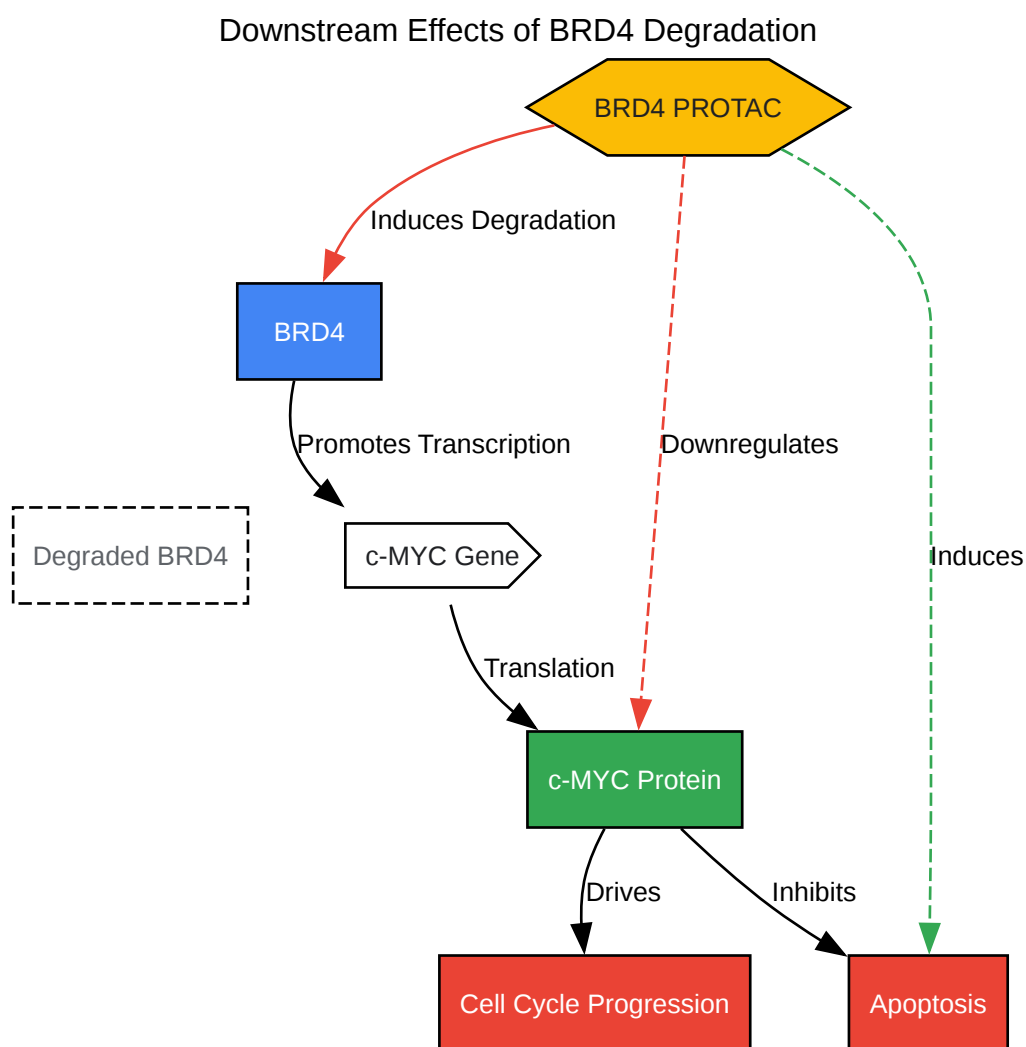 Downstream Effects of BRD4 Degradation
BRD4 PROTAC
Induces Degradation
BRD4
Promotes Transcription
Downregulates
Degraded BRD4
c-MYC Gene
Induces
Translation
c-MYC Protein
Drives
Inhibits
Cell Cycle Progression
Apoptosis